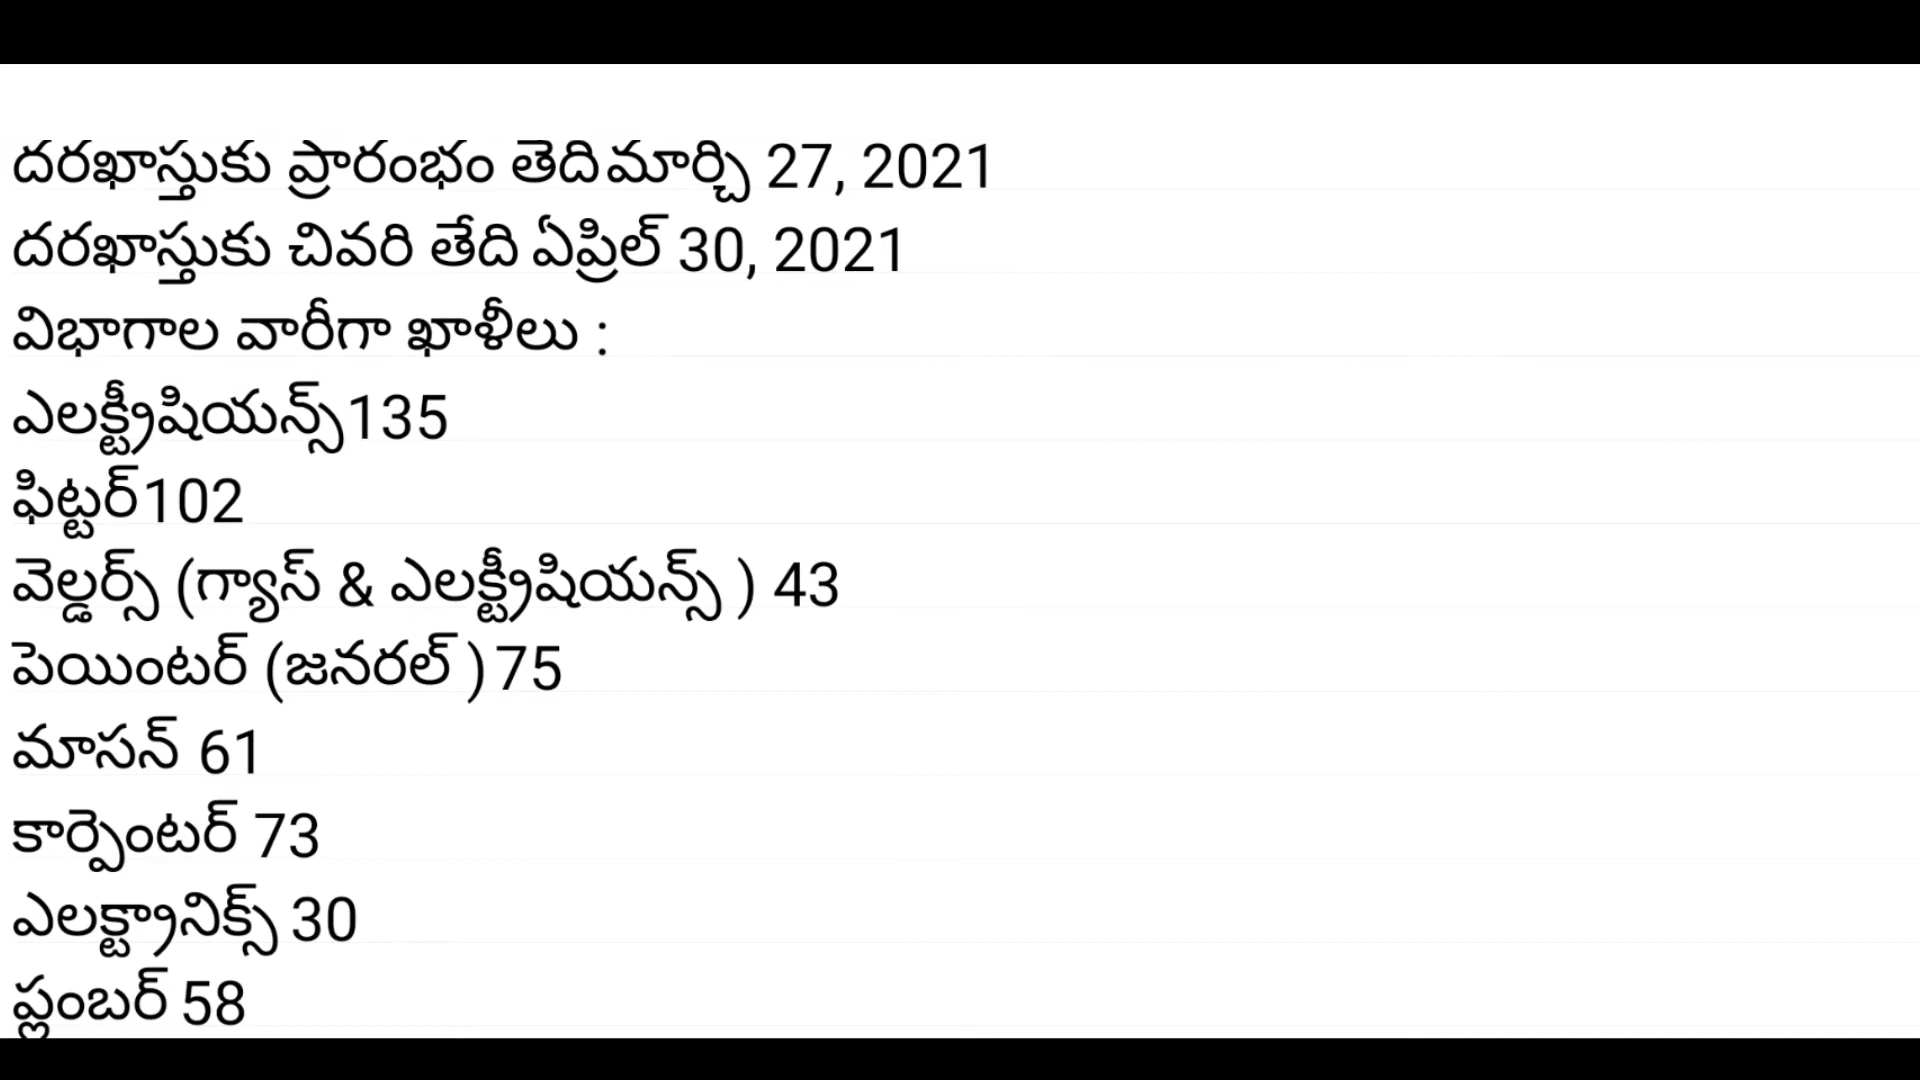 దరఖాస్తుకు ప్రారంభం తెది మార్చి 27, 2021
దరఖాస్తుకు చివరి తేది ఏప్రిల్ 30, 2021
విభాగాల వారీగా ఖాళీలు :
ఎలక్ట్రీషియన్స్135
ఫిట్టర్102
వెల్డర్స్ (గ్యాస్ & ఎలక్ట్రీషియన్స్ ) 43
పెయింటర్ (జనరల్ )75
మాసన్ 61
కార్పెంటర్ 73
ఎలక్ట్రానిక్స్ 30
ప్లంబర్ 58